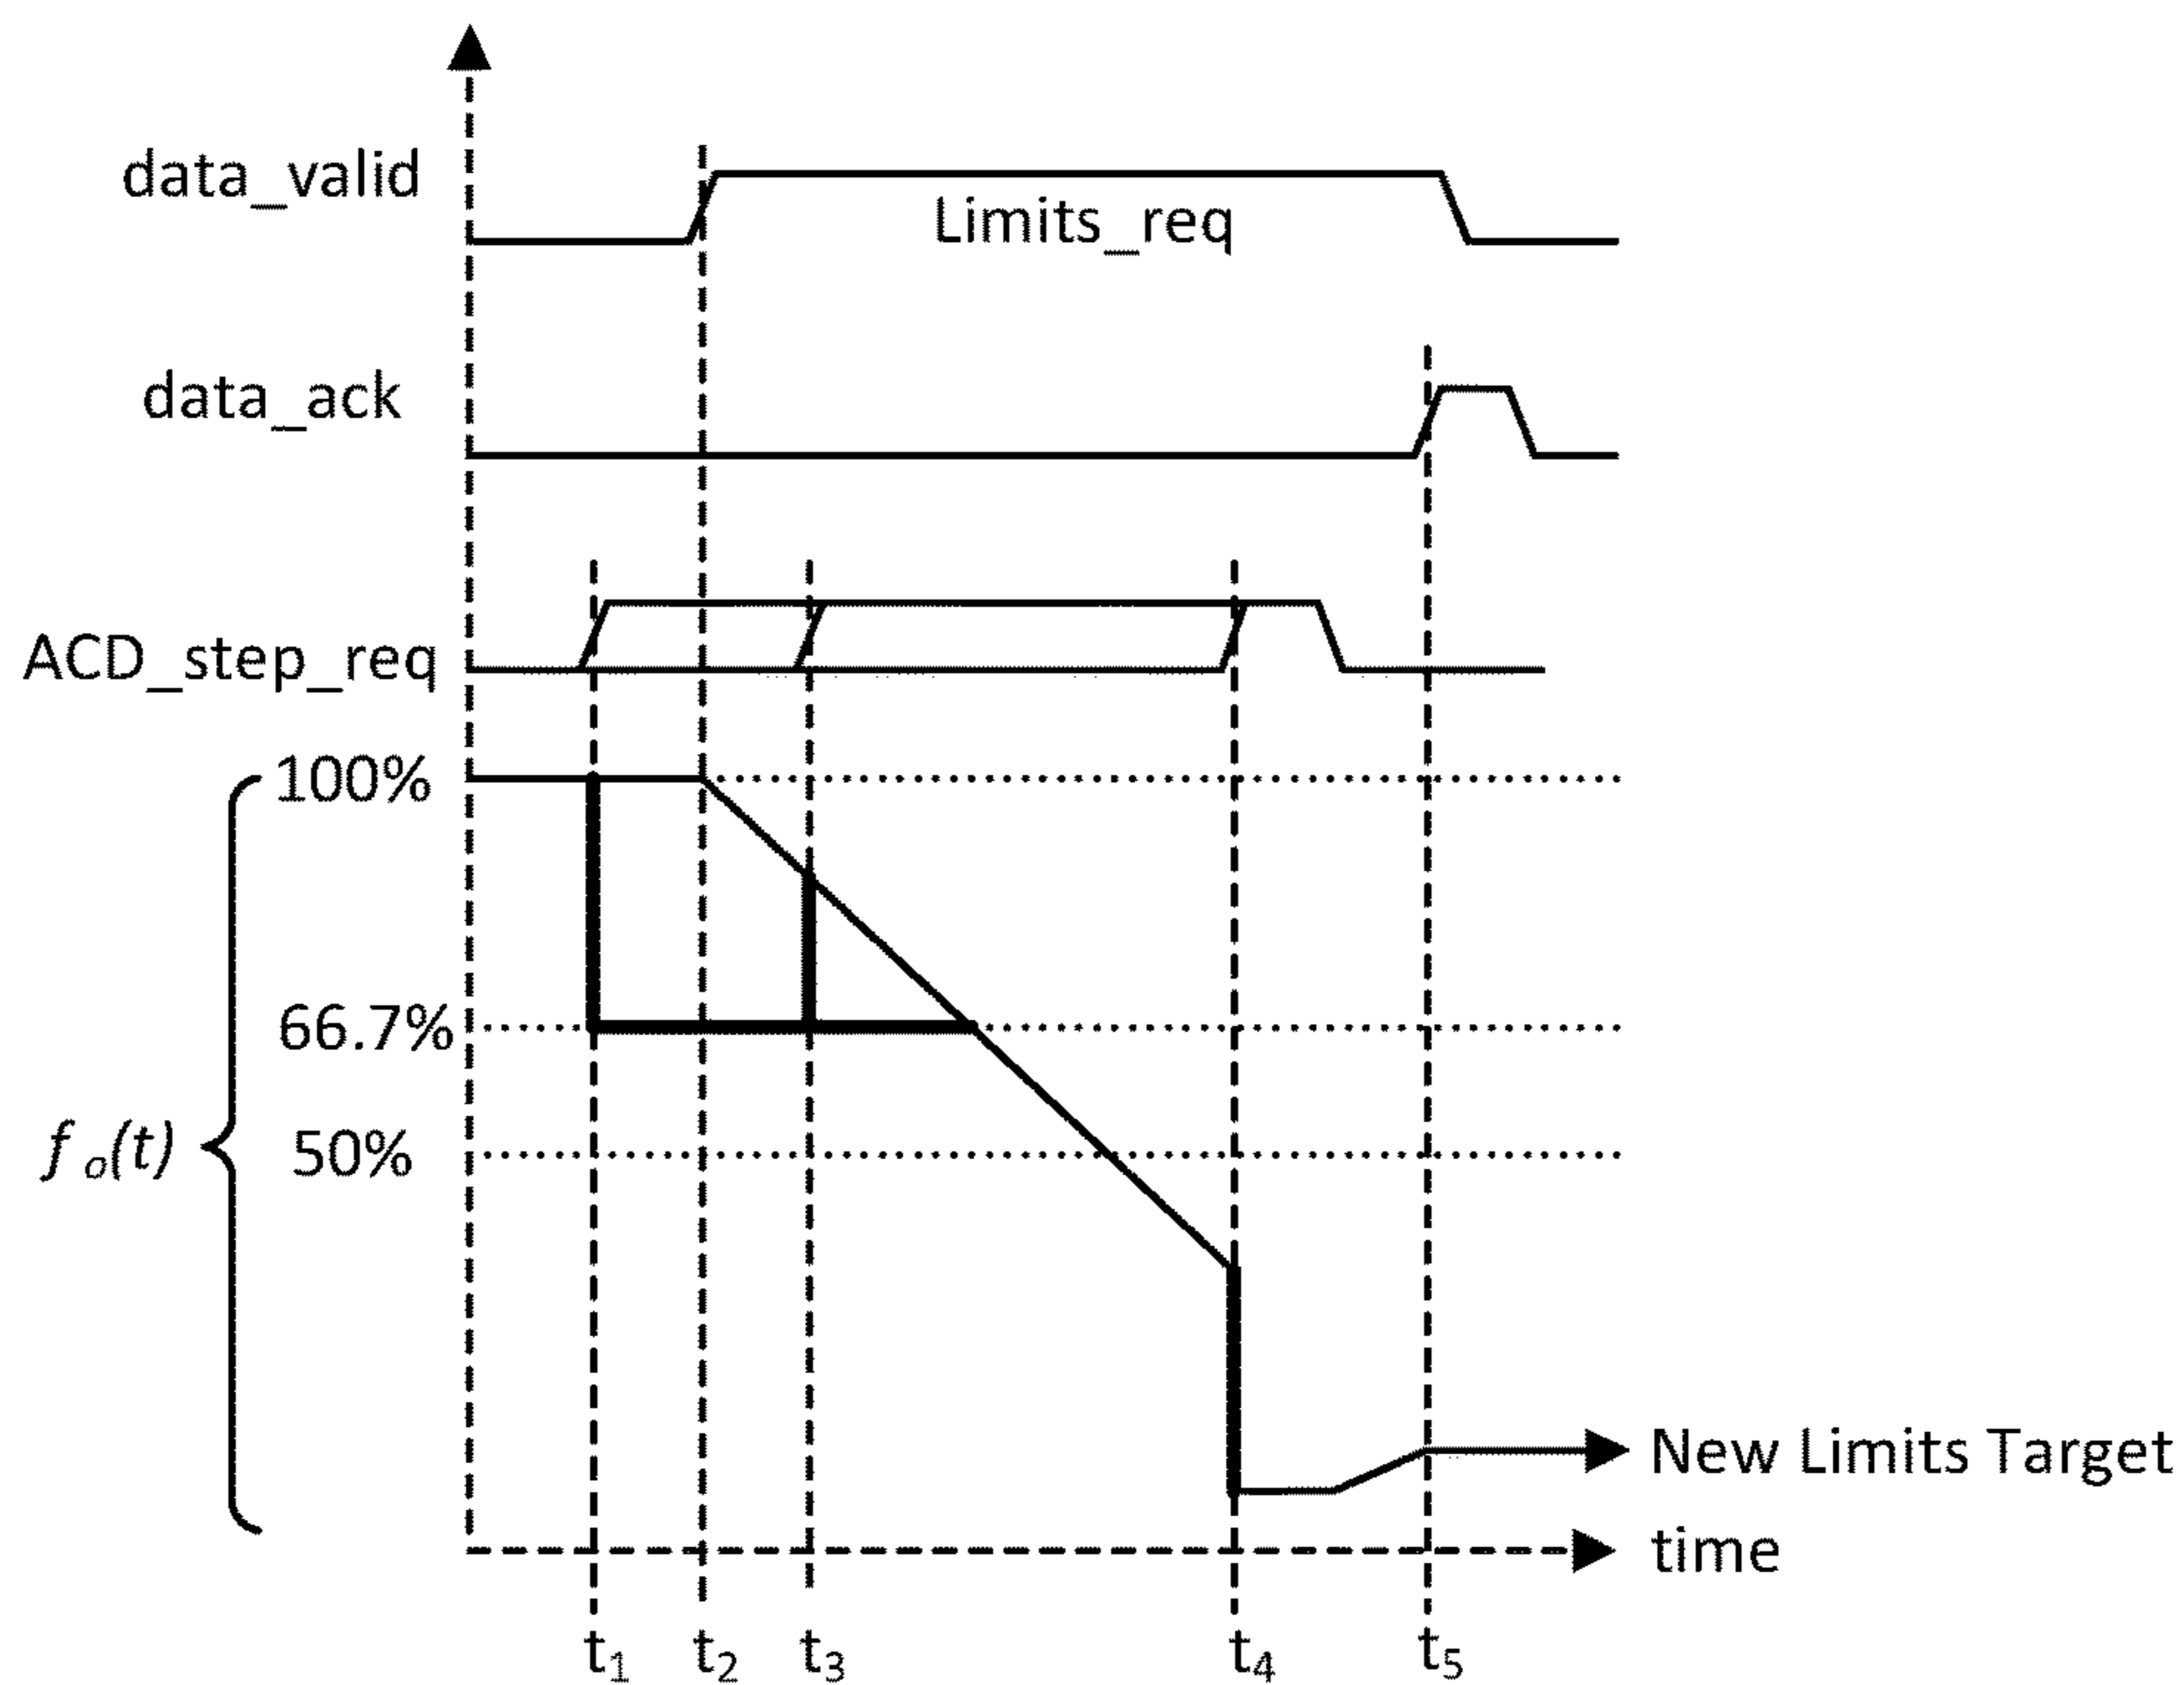 data_valid
Limits_req
data_ack
ACD_step_req
100%
66.7%
50%
f o(t)
New Limits Target
time
t1 t2 t3 t4 t5